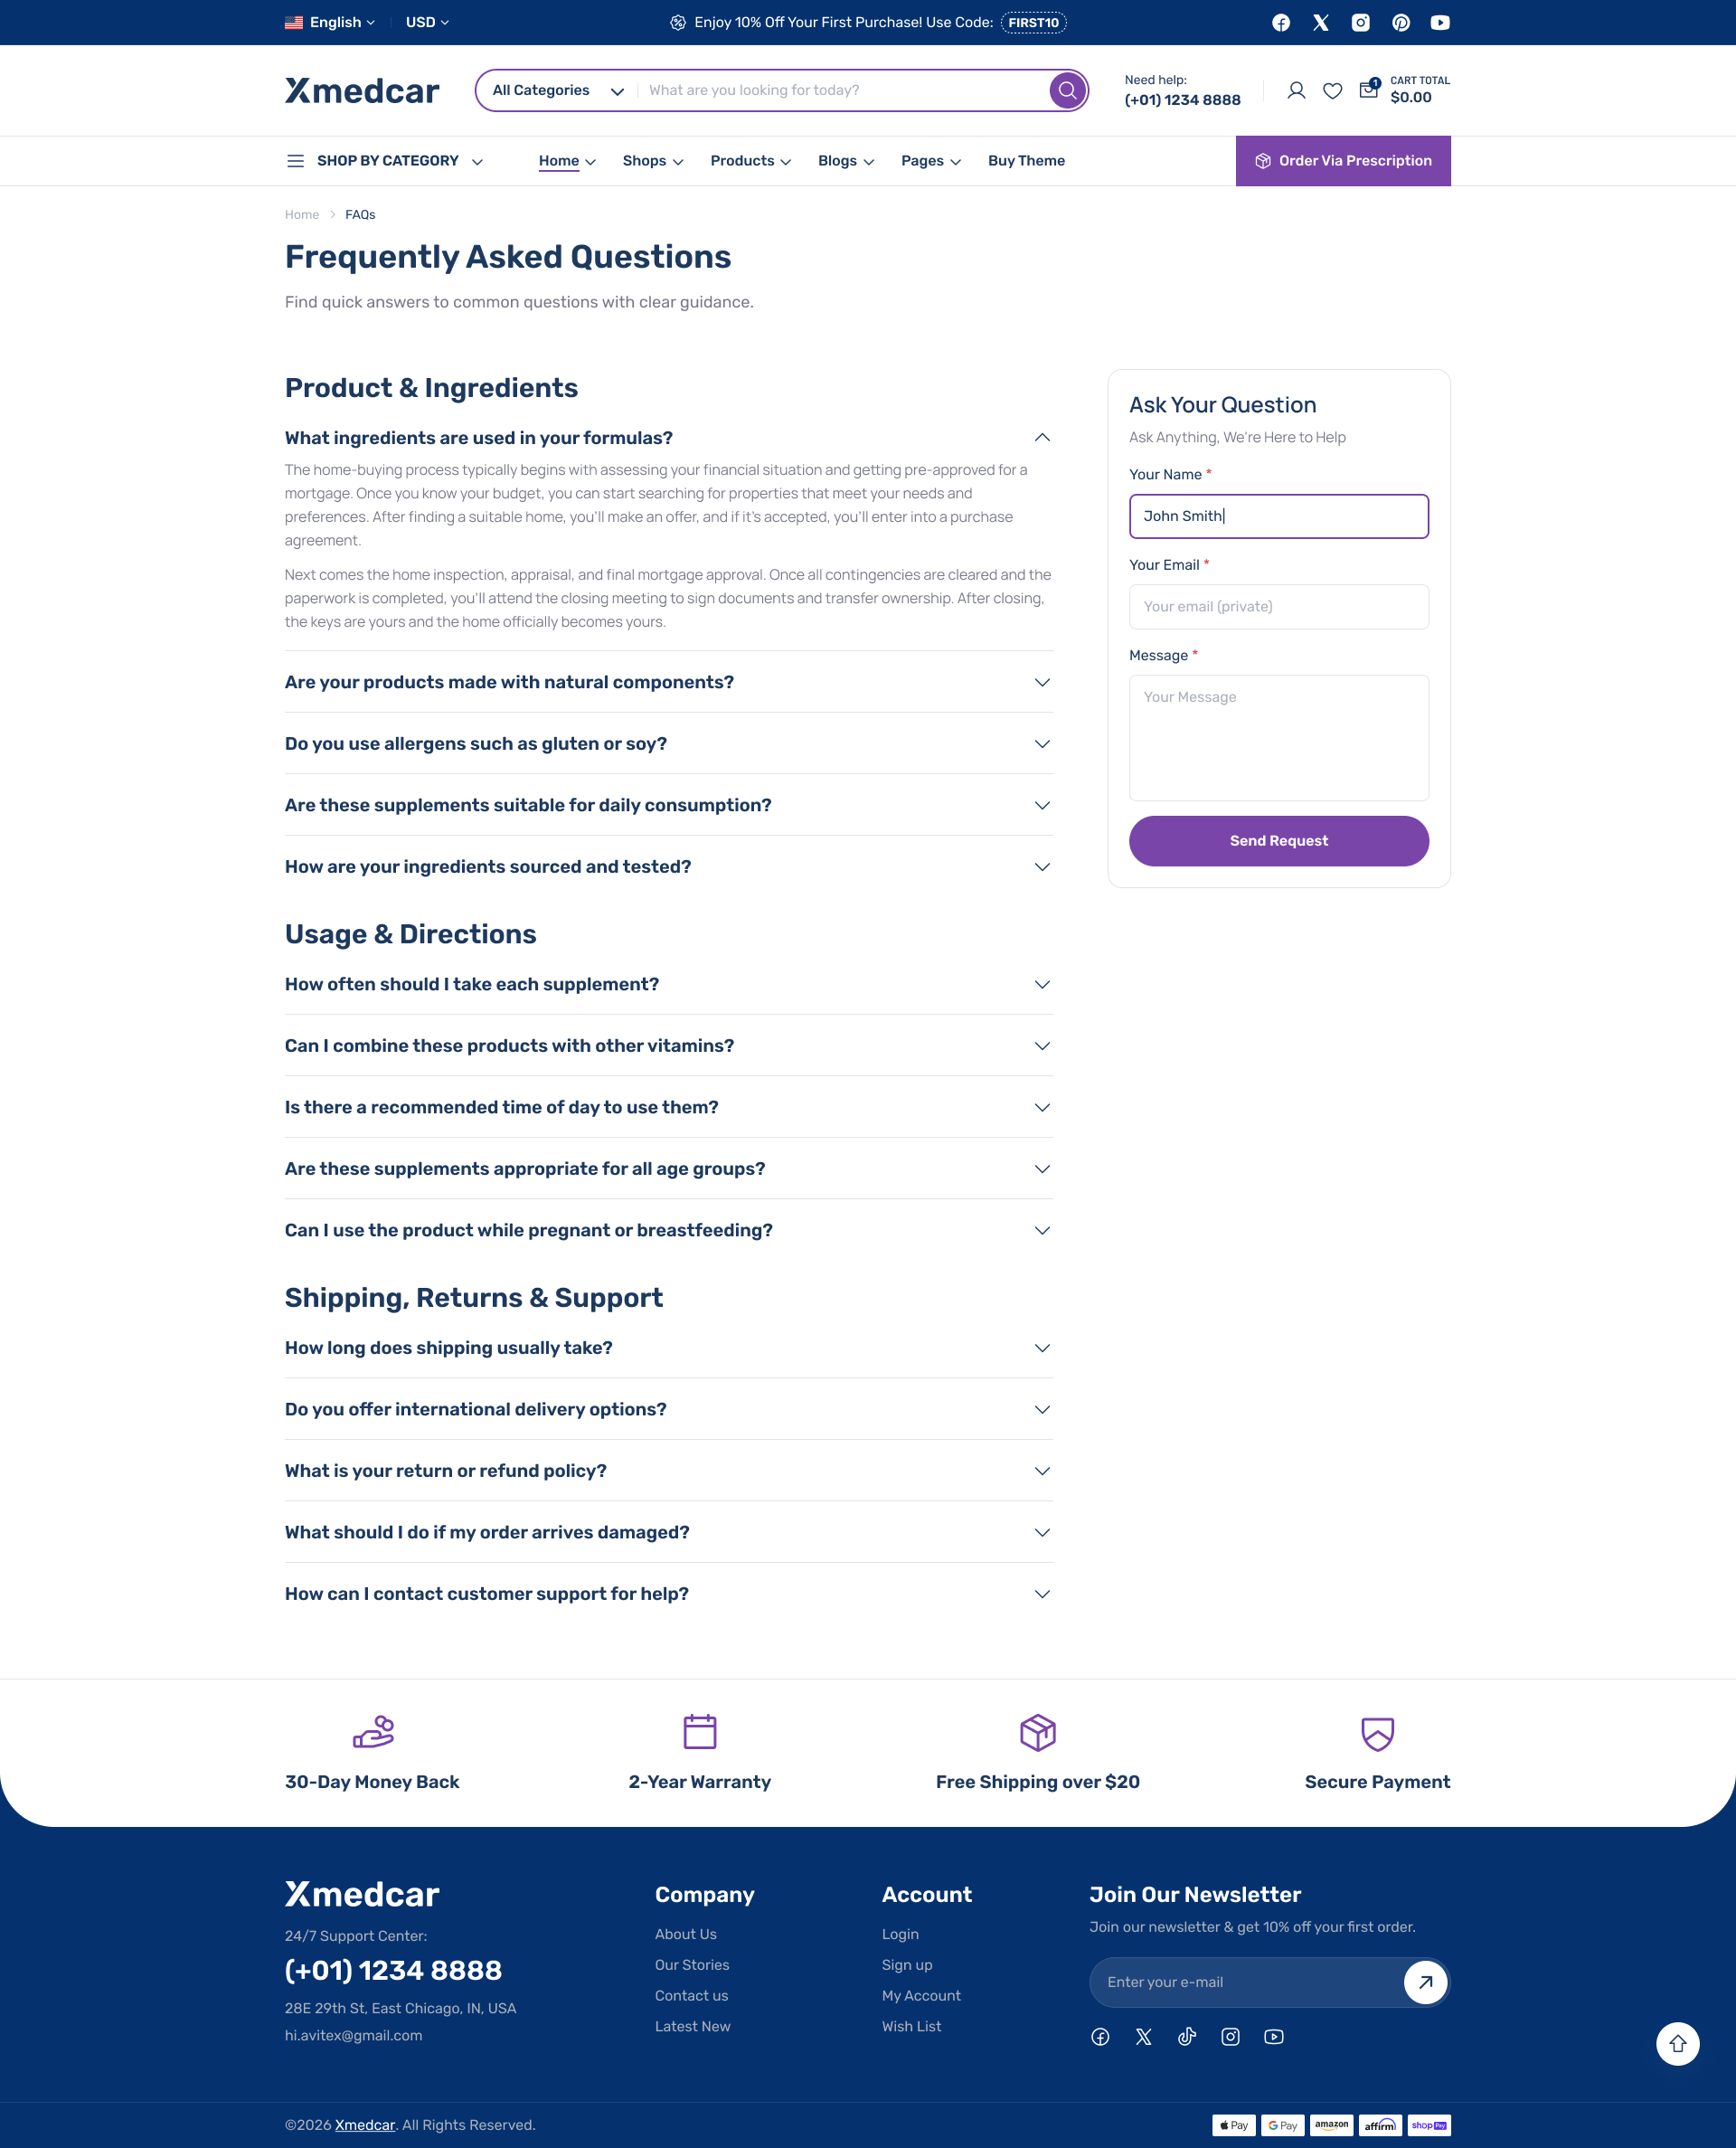 English USD Enjoy 10% Off Your First Purchase! Use Code: FIRST10
Xmedcar All Categories What are you looking for today? Need help: (+01) 1234 8888 1 CART TOTAL $0.00
SHOP BY CATEGORY Home Shops Products Blogs Pages Buy Theme Order Via Prescription
Home FAQs
Frequently Asked Questions
Find quick answers to common questions with clear guidance.
Product & Ingredients
What ingredients are used in your formulas?
The home-buying process typically begins with assessing your financial situation and getting pre-approved for a
mortgage. Once you know your budget, you can start searching for properties that meet your needs and
preferences. After finding a suitable home, you'll make an offer, and if it's accepted, you'll enter into a purchase
agreement.
Next comes the home inspection, appraisal, and final mortgage approval. Once all contingencies are cleared and the
paperwork is completed, you'll attend the closing meeting to sign documents and transfer ownership. After closing,
the keys are yours and the home officially becomes yours.
Are your products made with natural components?
Do you use allergens such as gluten or soy?
Are these supplements suitable for daily consumption?
How are your ingredients sourced and tested?
Usage & Directions
How often should I take each supplement?
Can I combine these products with other vitamins?
Is there a recommended time of day to use them?
Are these supplements appropriate for all age groups?
Can I use the product while pregnant or breastfeeding?
Shipping, Returns & Support
How long does shipping usually take?
Do you offer international delivery options?
What is your return or refund policy?
What should I do if my order arrives damaged?
How can I contact customer support for help?
Ask Your Question
Ask Anything, We're Here to Help
Your Name *
John Smith
Your Email *
Your email (private)
Message *
Your Message
Send Request
30-Day Money Back
2-Year Warranty
Free Shipping over $20
Secure Payment
Xmedcar
24/7 Support Center:
(+01) 1234 8888
28E 29th St, East Chicago, IN, USA
hi.avitex@gmail.com
Company
About Us
Our Stories
Contact us
Latest New
Account
Login
Sign up
My Account
Wish List
Join Our Newsletter
Join our newsletter & get 10% off your first order.
Enter your e-mail
©2026 Xmedcar. All Rights Reserved.
Pay G Pay amazon affirm shop Pay